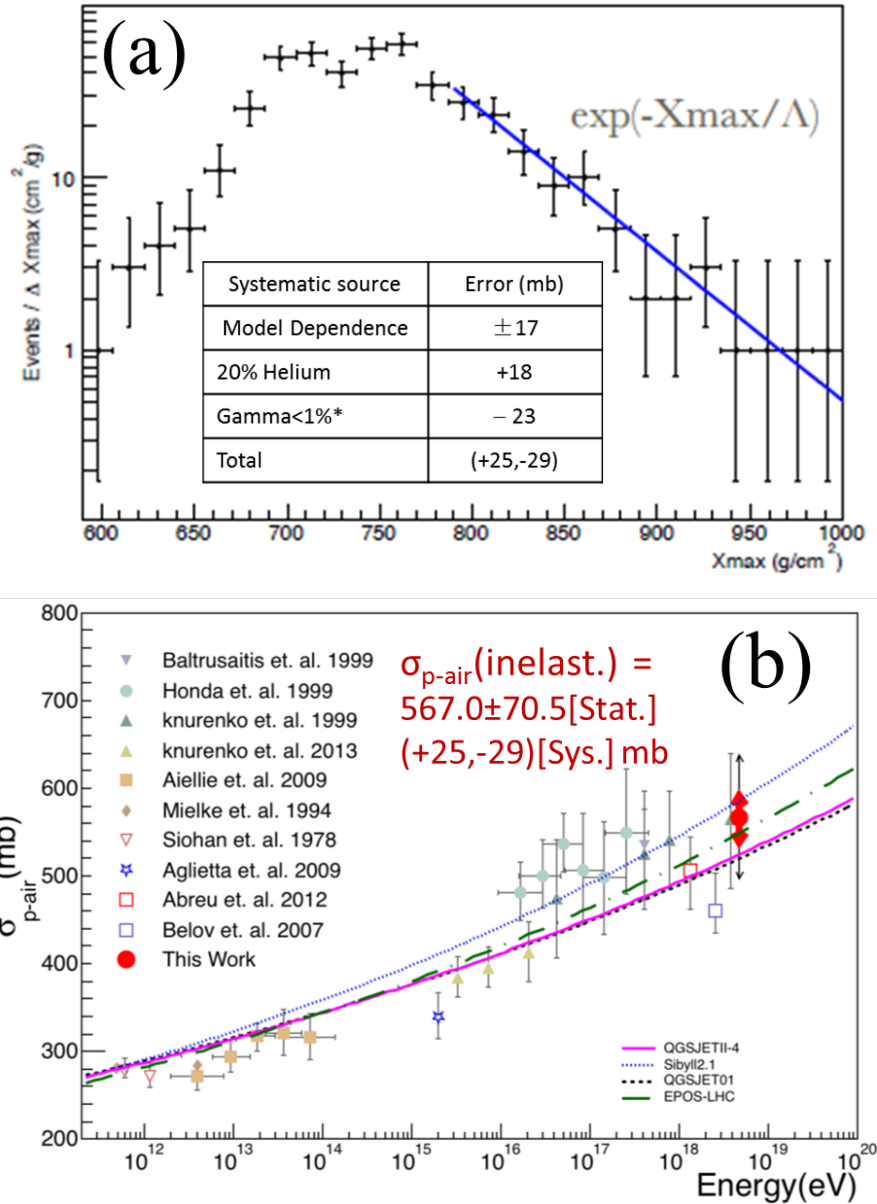 (a)
exp(-Xmax/Λ)
Events / Δ Xmax (cm²/g)
10
1
Systematic source Error (mb)
Model Dependence ±17
20% Helium +18
Gamma<1%* – 23
Total (+25,-29)
600 650 700 750 800 850 900 950 1000
Xmax (g/cm²)
(b)
σp-air (mb)
800
700
600
500
400
300
200
Baltrusaitis et. al. 1999
Honda et. al. 1999
knurenko et. al. 1999
knurenko et. al. 2013
Aiellie et. al. 2009
Mielke et. al. 1994
Siohan et. al. 1978
Aglietta et. al. 2009
Abreu et. al. 2012
Belov et. al. 2007
This Work
σp-air(inelast.) =
567.0±70.5[Stat.]
(+25,-29)[Sys.] mb
QGSJETII-4
Sibyll2.1
QGSJET01
EPOS-LHC
10¹² 10¹³ 10¹⁴ 10¹⁵ 10¹⁶ 10¹⁷ 10¹⁸ 10¹⁹ 10²⁰
Energy(eV)